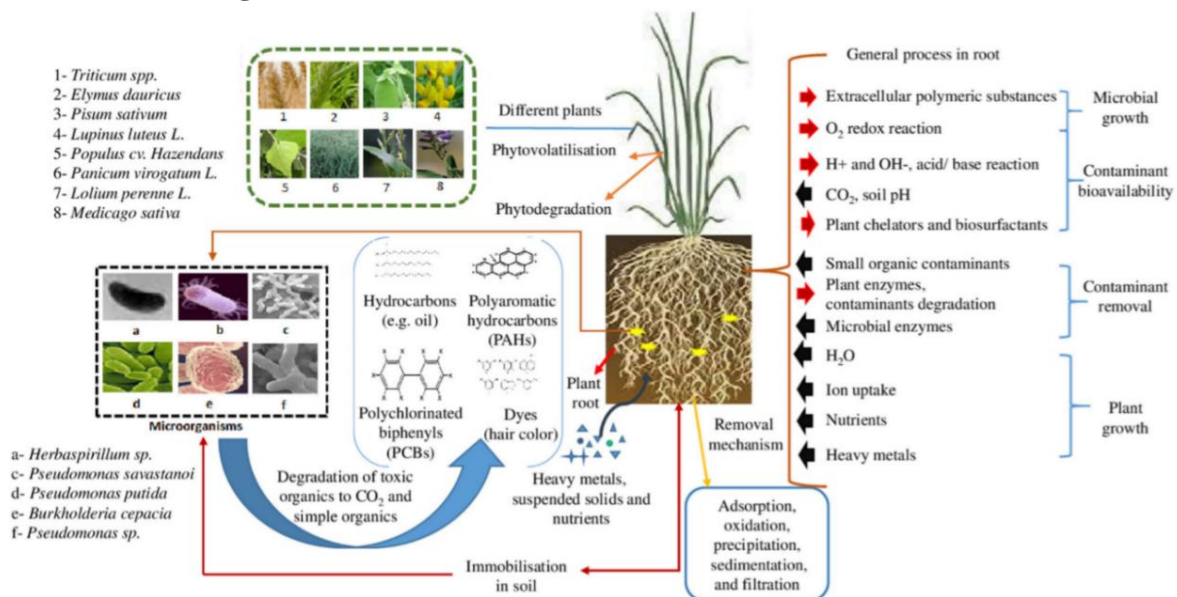 1- Triticum spp.
2- Elymus dauricus
3- Pisum sativum
4- Lupinus luteus L.
5- Populus cv. Hazendans
6- Panicum virogatum L.
7- Lolium perenne L.
8- Medicago sativa
1
2
3
4
5
6
7
8
Different plants
Phytovolatilisation
Phytodegradation
General process in root
Extracellular polymeric substances
O2 redox reaction
H+ and OH-, acid/ base reaction
CO2, soil pH
Plant chelators and biosurfactants
Small organic contaminants
Plant enzymes,
contaminants degradation
Microbial enzymes
H2O
Ion uptake
Nutrients
Heavy metals
Microbial
growth
Contaminant
bioavailability
Contaminant
removal
Plant
growth
a
b
c
d
e
f
Microorganisms
a- Herbaspirillum sp.
c- Pseudomonas savastanoi
d- Pseudomonas putida
e- Burkholderia cepacia
f- Pseudomonas sp.
Hydrocarbons
(e.g. oil)
Polyaromatic
hydrocarbons
(PAHs)
X X X X
X X
X X X X
Polychlorinated
biphenyls
(PCBs)
Dyes
(hair color)
Plant
root
Removal
mechanism
Heavy metals,
suspended solids and
nutrients
Degradation of toxic
organics to CO2 and
simple organics
Adsorption,
oxidation,
precipitation,
sedimentation,
and filtration
Immobilisation
in soil